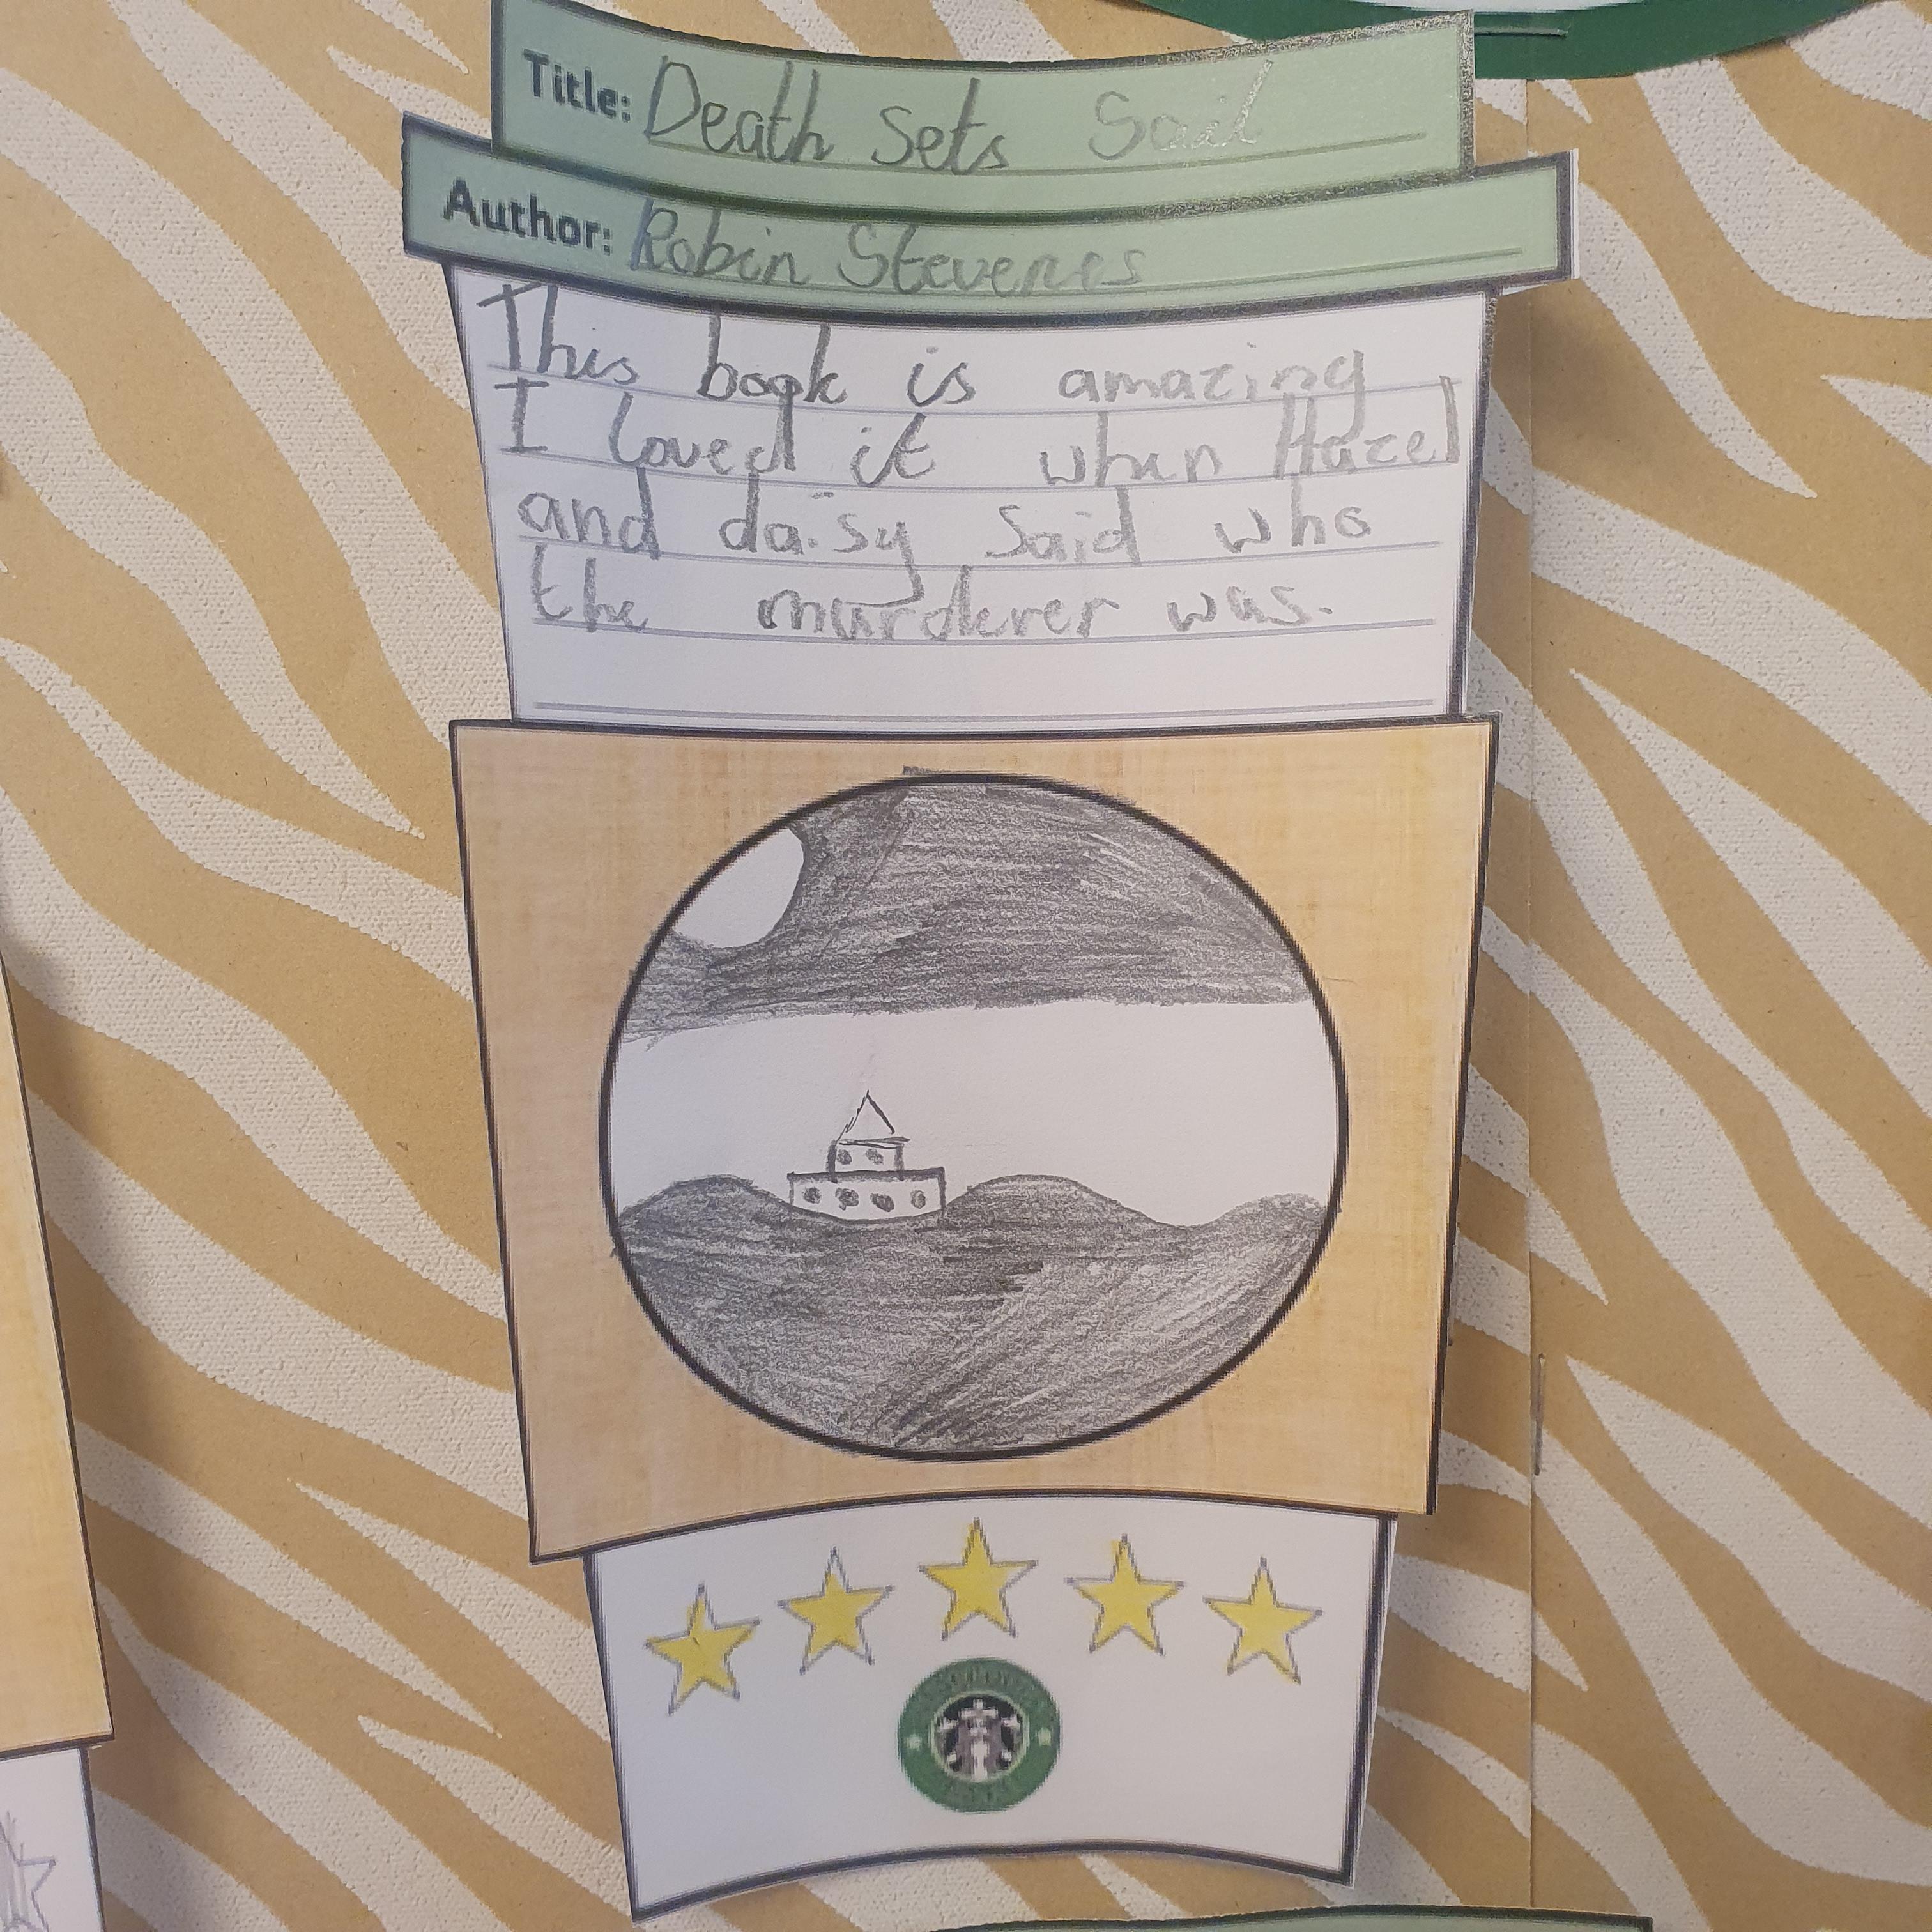 Title: Death Sets Sail
Author: Robin Stevenes
This book is amazing
I loved it when Hazel
and daisy Said who
the murderer was.